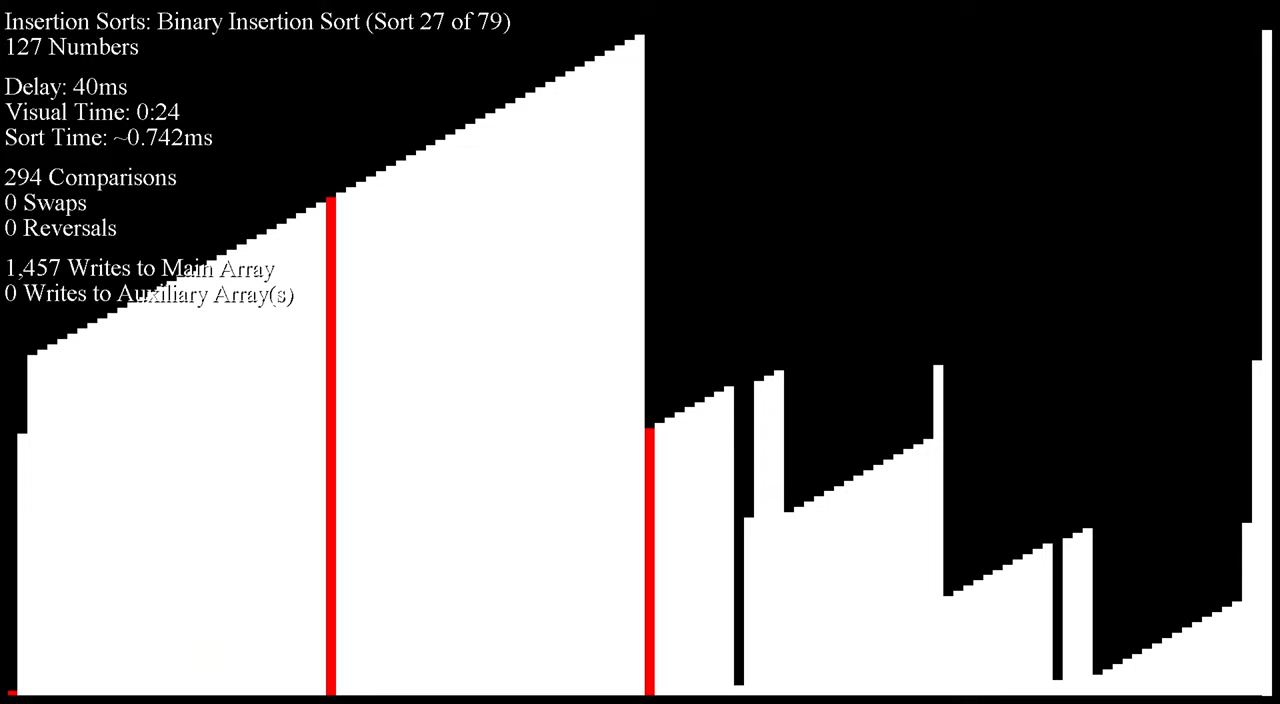 Insertion Sorts: Binary Insertion Sort (Sort 27 of 79)
127 Numbers
Delay: 40ms
Visual Time: 0:24
Sort Time: ~0.742ms
294 Comparisons
0 Swaps
0 Reversals
1,457 Writes to Main Array
0 Writes to Auxiliary Array(s)